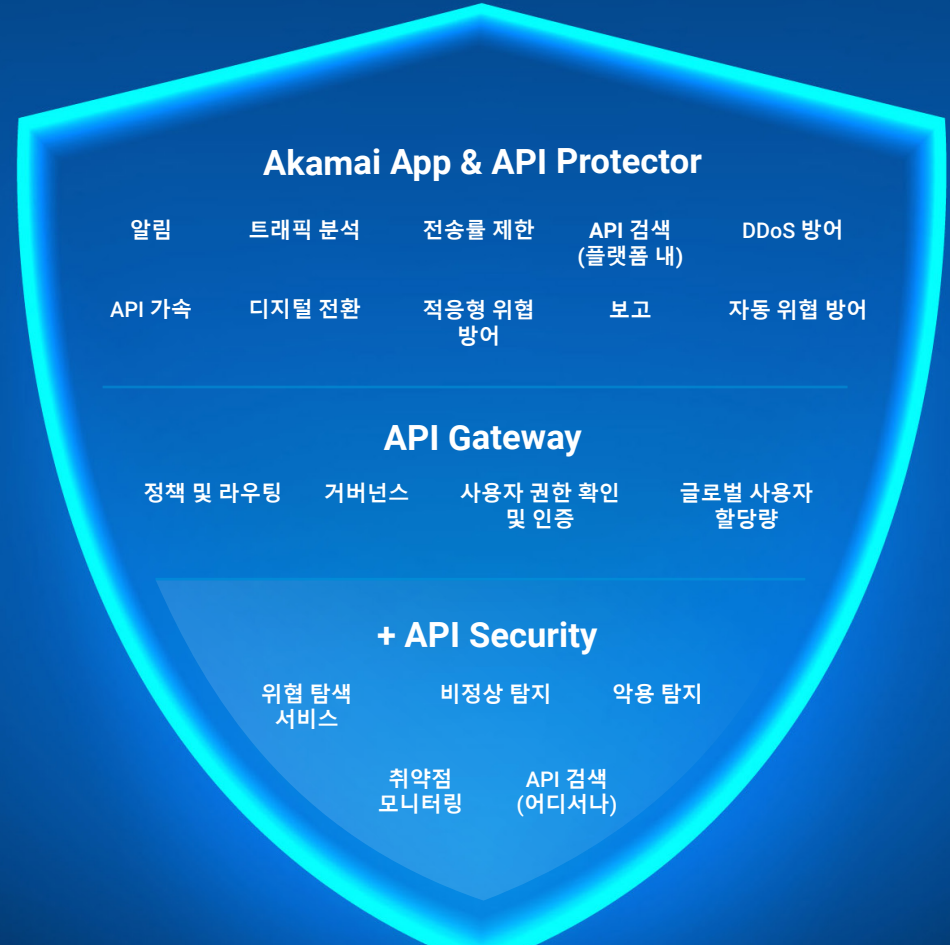 Akamai App & API Protector
알림
트래픽 분석
전송률 제한
API 검색
(플랫폼 내)
DDoS 방어
API 가속
디지털 전환
적응형 위협
방어
보고
자동 위협 방어
API Gateway
정책 및 라우팅
거버넌스
사용자 권한 확인
및 인증
글로벌 사용자
할당량
+ API Security
위협 탐색
서비스
비정상 탐지
악용 탐지
취약점
모니터링
API 검색
(어디서나)